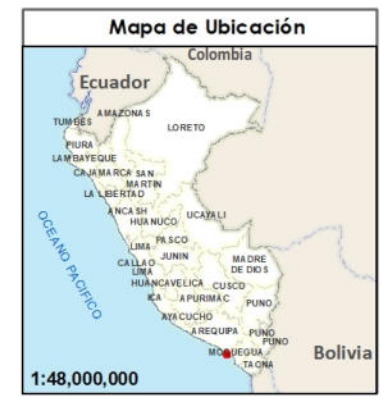 Mapa de Ubicación
Colombia
Ecuador
AMAZONAS
TUMBES
LORETO
PIURA
LAMBAYEQUE
CAJAMARCA SAN
MARTIN
LA LIBERTAD
ANCASH
UCAYALI
HUANUCO
OCEANO PACIFICO
PASCO
LIMA
JUNIN
CALLAO
LIMA
MADRE
DE DIOS
HUANCAVELICA
CUSCO
ICA
APURIMAC
PUNO
AYACUCHO
AREQUIPA
PUNO
PUNO
MOQUEGUA
TACNA
Bolivia
1:48,000,000